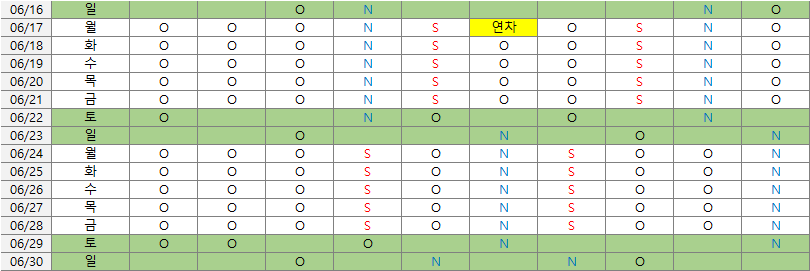 06/16 일 O N N O
06/17 월 O O O N S 연차 O S N O
06/18 화 O O O N S O O S N O
06/19 수 O O O N S O O S N O
06/20 목 O O O N S O O S N O
06/21 금 O O O N S O O S N O
06/22 토 O N O O N
06/23 일 O N O N
06/24 월 O O O S O N S O O N
06/25 화 O O O S O N S O O N
06/26 수 O O O S O N S O O N
06/27 목 O O O S O N S O O N
06/28 금 O O O S O N S O O N
06/29 토 O O O N N
06/30 일 O N N O